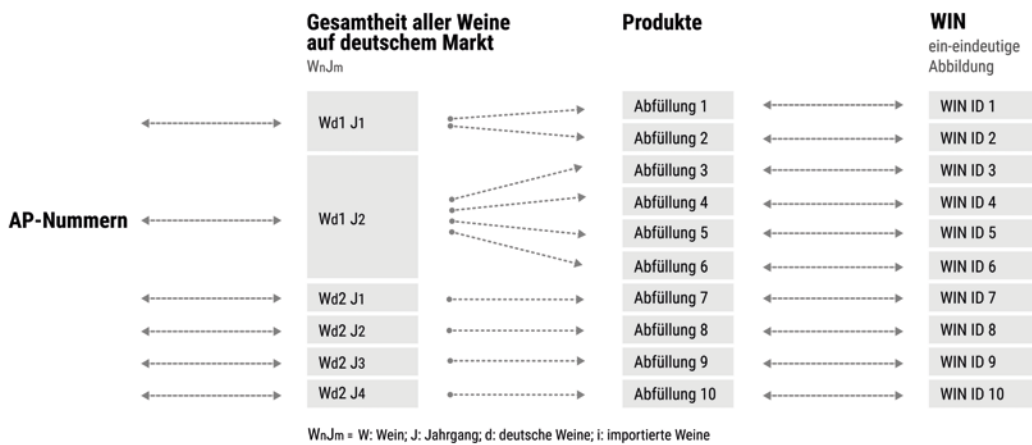 Gesamtheit aller Weine
auf deutschem Markt
WnJm
Produkte
WIN
ein-eindeutige
Abbildung
AP-Nummern
Wd1 J1
Abfüllung 1
WIN ID 1
Abfüllung 2
WIN ID 2
Wd1 J2
Abfüllung 3
WIN ID 3
Abfüllung 4
WIN ID 4
Abfüllung 5
WIN ID 5
Abfüllung 6
WIN ID 6
Wd2 J1
Abfüllung 7
WIN ID 7
Wd2 J2
Abfüllung 8
WIN ID 8
Wd2 J3
Abfüllung 9
WIN ID 9
Wd2 J4
Abfüllung 10
WIN ID 10
WnJm = W: Wein; J: Jahrgang; d: deutsche Weine; i: importierte Weine